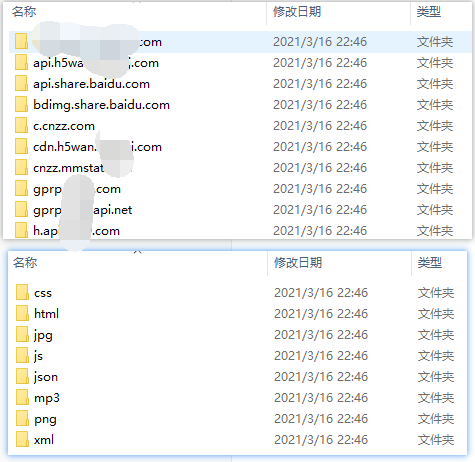 名称 修改日期 类型
.com 2021/3/16 22:46 文件夹
api.h5wan.j.com 2021/3/16 22:46 文件夹
api.share.baidu.com 2021/3/16 22:46 文件夹
bdimg.share.baidu.com 2021/3/16 22:46 文件夹
c.cnzz.com 2021/3/16 22:46 文件夹
cdn.h5wan.j.com 2021/3/16 22:46 文件夹
cnzz.mmstat 2021/3/16 22:46 文件夹
gprp .com 2021/3/16 22:46 文件夹
gprp api.net 2021/3/16 22:46 文件夹
h.api .com 2021/3/16 22:46 文件夹
名称 修改日期 类型
css 2021/3/16 22:46 文件夹
html 2021/3/16 22:46 文件夹
jpg 2021/3/16 22:46 文件夹
js 2021/3/16 22:46 文件夹
json 2021/3/16 22:46 文件夹
mp3 2021/3/16 22:46 文件夹
png 2021/3/16 22:46 文件夹
xml 2021/3/16 22:46 文件夹